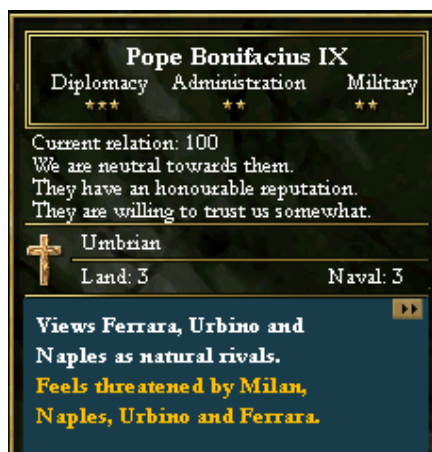 Pope Bonifacius IX
Diplomacy Administration Military
Current relation: 100
We are neutral towards them.
They have an honourable reputation.
They are willing to trust us somewhat.
Umbrian
Land: 3 Naval: 3
Views Ferrara, Urbino and
Naples as natural rivals.
Feels threatened by Milan,
Naples, Urbino and Ferrara.